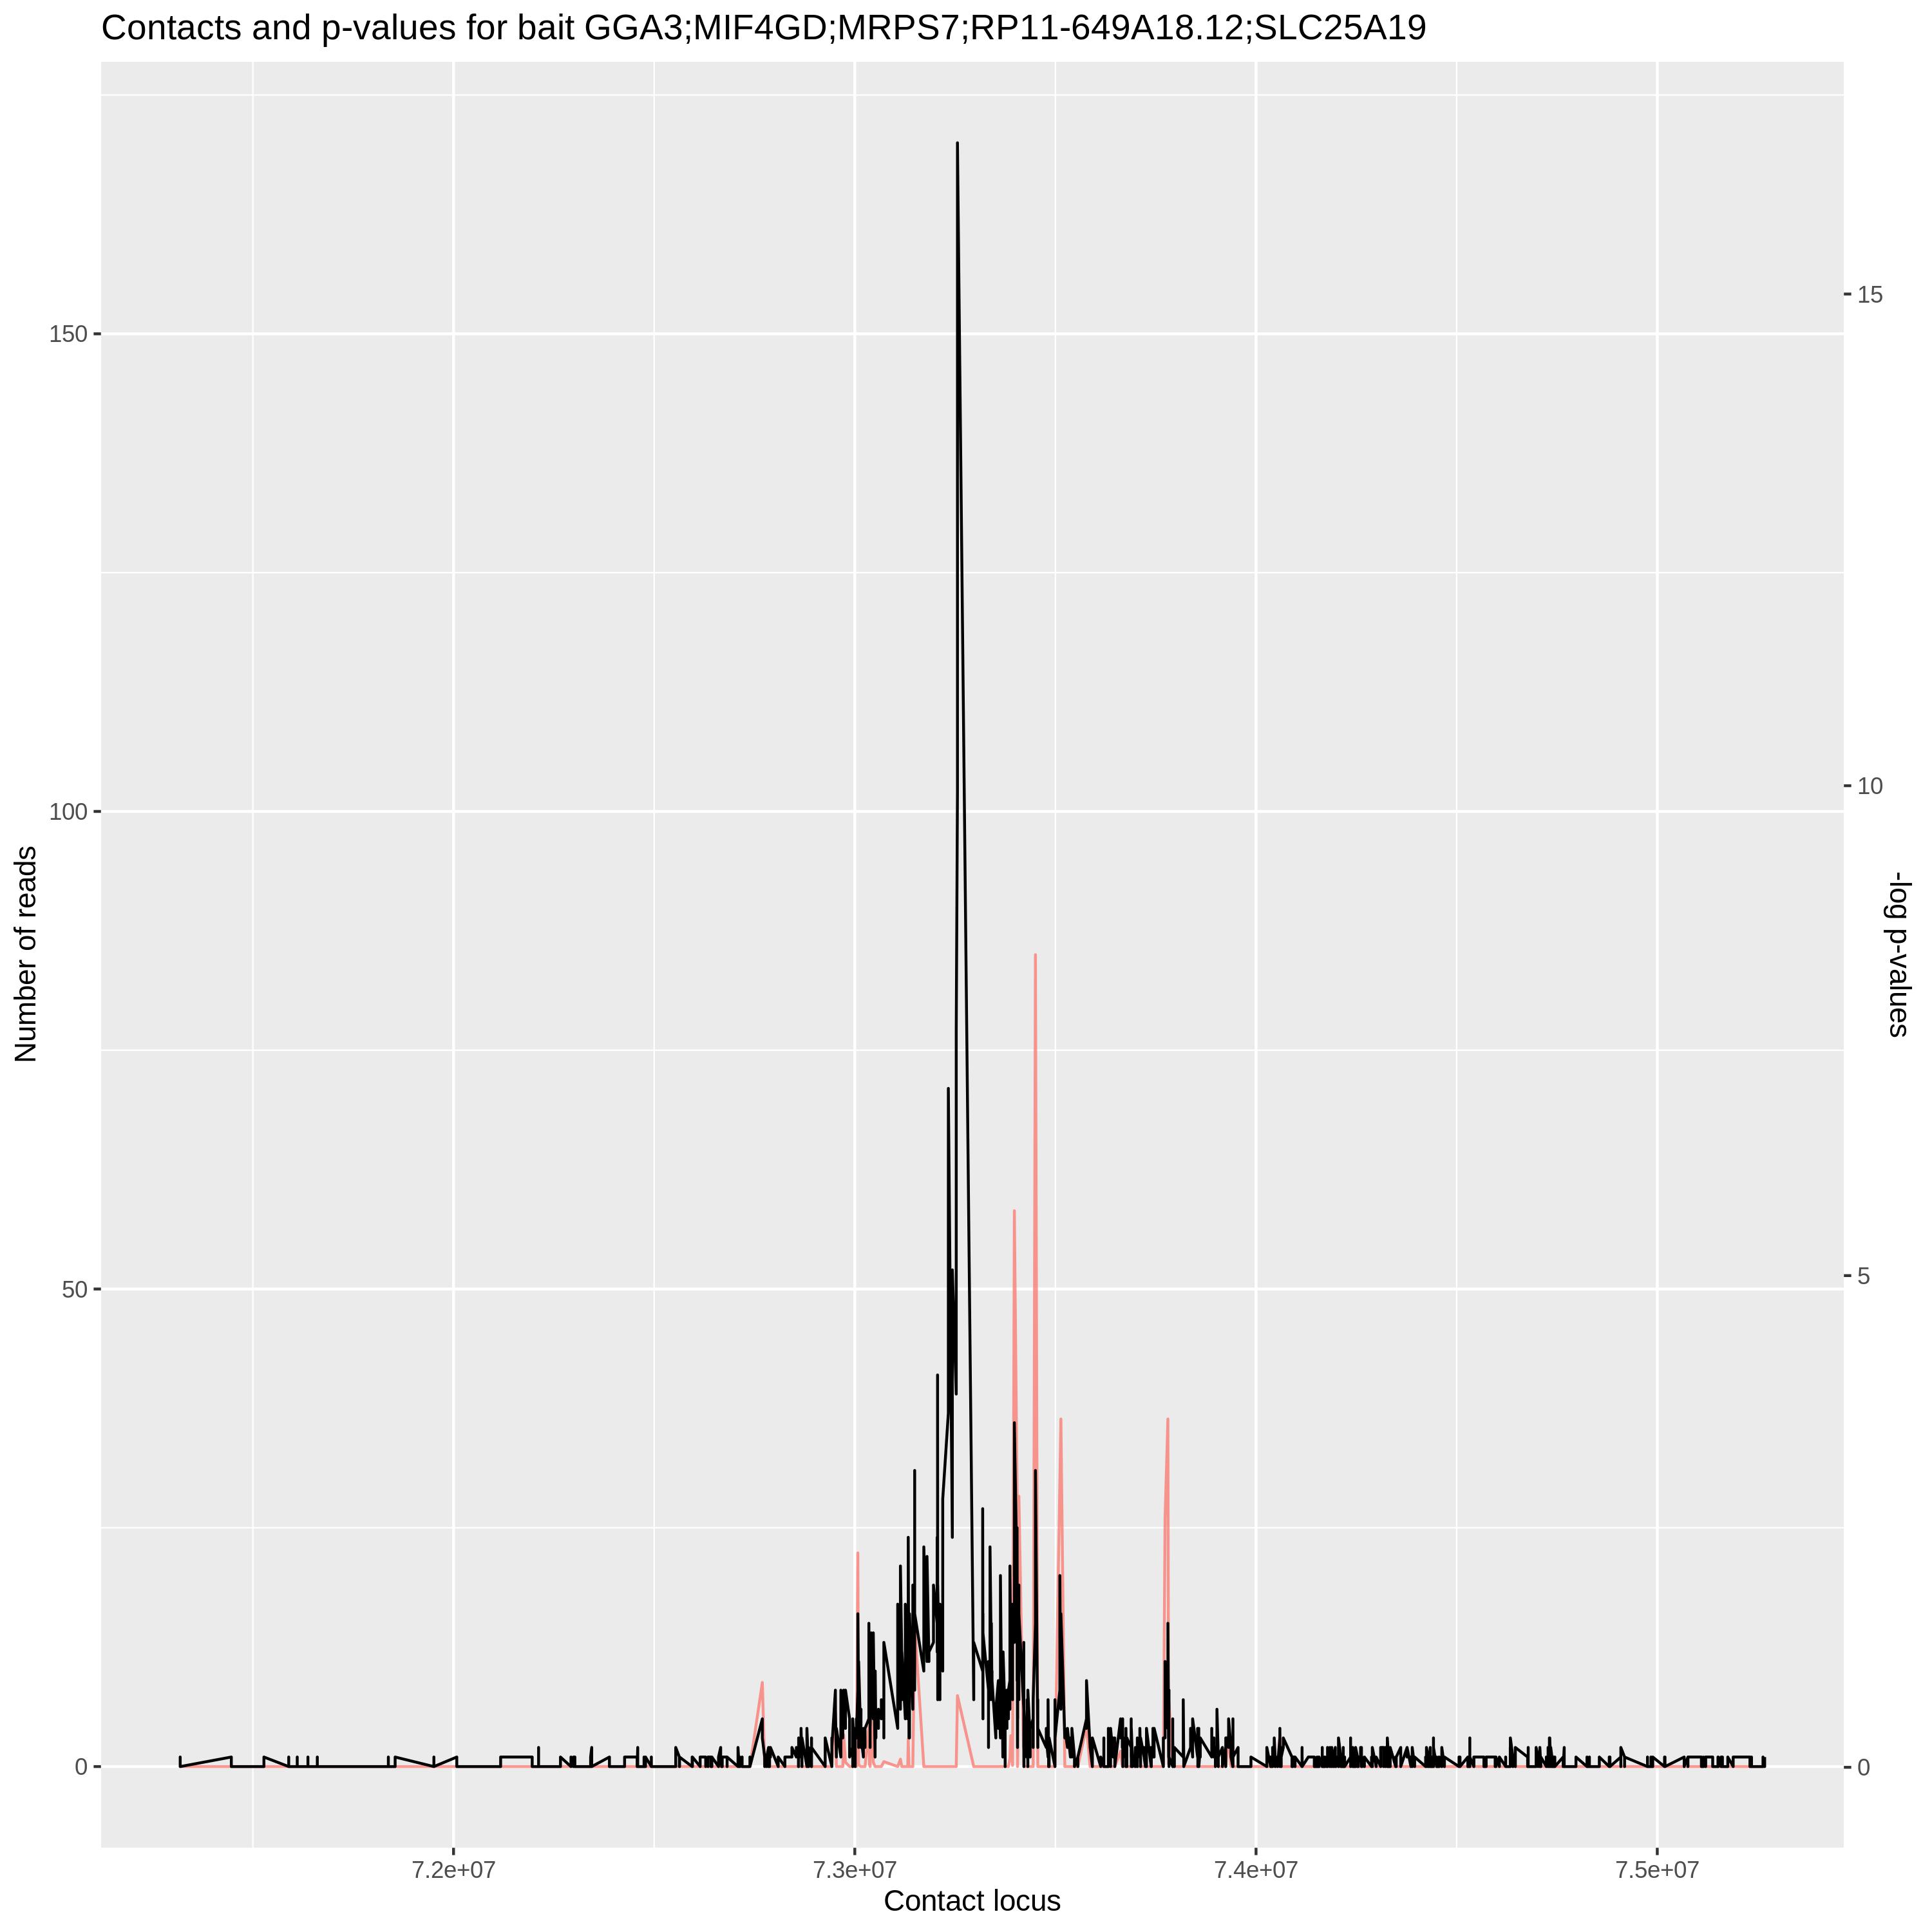 Contacts and p-values for bait GGA3;MIF4GD;MRPS7;RP11-649A18.12;SLC25A19
150
100
50
0
Number of reads
15
10
5
0
-log p-values
7.2e+07
7.3e+07
7.4e+07
7.5e+07
Contact locus